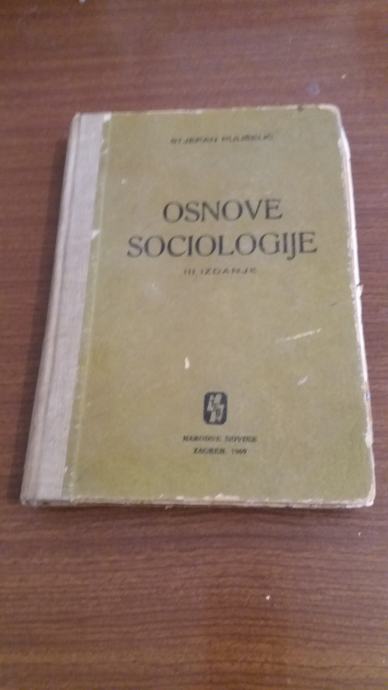 STJEPAN PULIŠELIĆ
OSNOVE
SOCIOLOGIJE
III IZDANJE
NARODNE NOVINE
ZAGREB, 1969